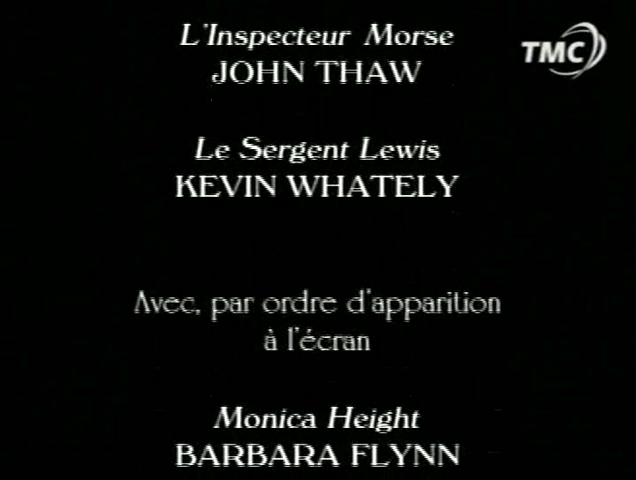 L'Inspecteur Morse
TMC
JOHN THAW
Le Sergent Lewis
KEVIN WHATELY
Avec, par ordre d'apparition
à l'écran
Monica Height
BARBARA FLYNN